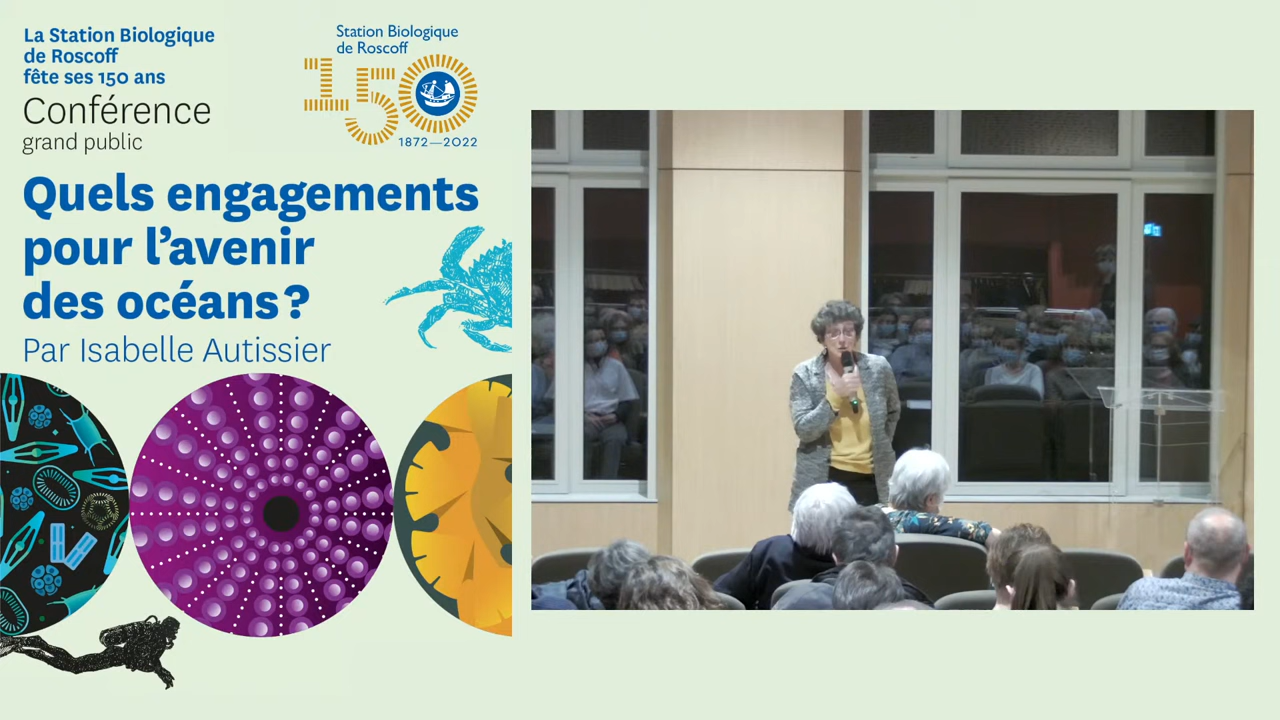 La Station Biologique
de Roscoff
fête ses 150 ans
Conférence
grand public
Station Biologique
de Roscoff
150
1872—2022
Quels engagements
pour l'avenir
des océans ?
Par Isabelle Autissier